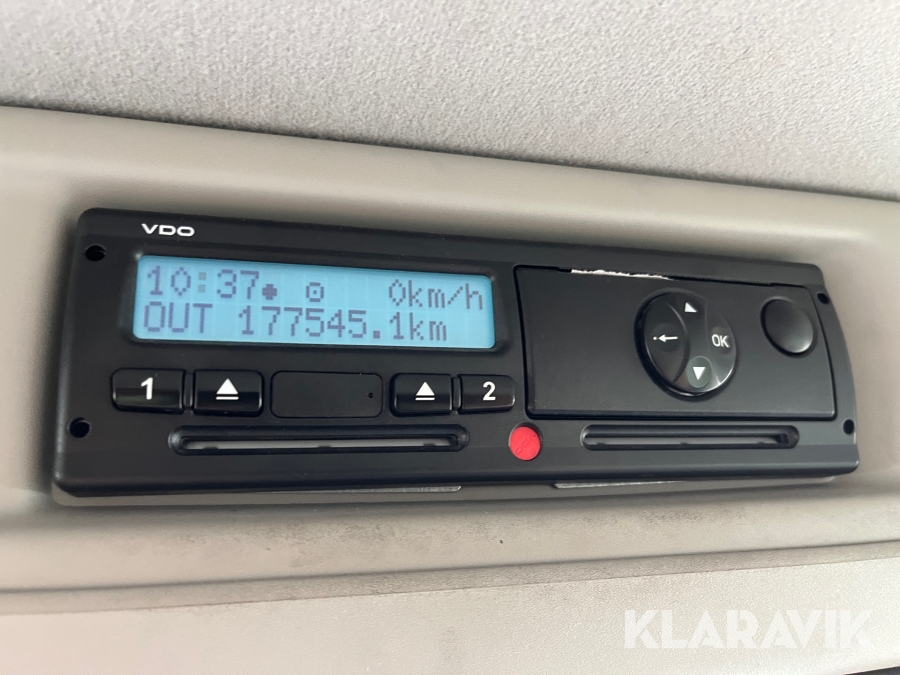 VDO
10:37 0km/h
OUT 177545.1km
1 2
OK
KLARAVIK